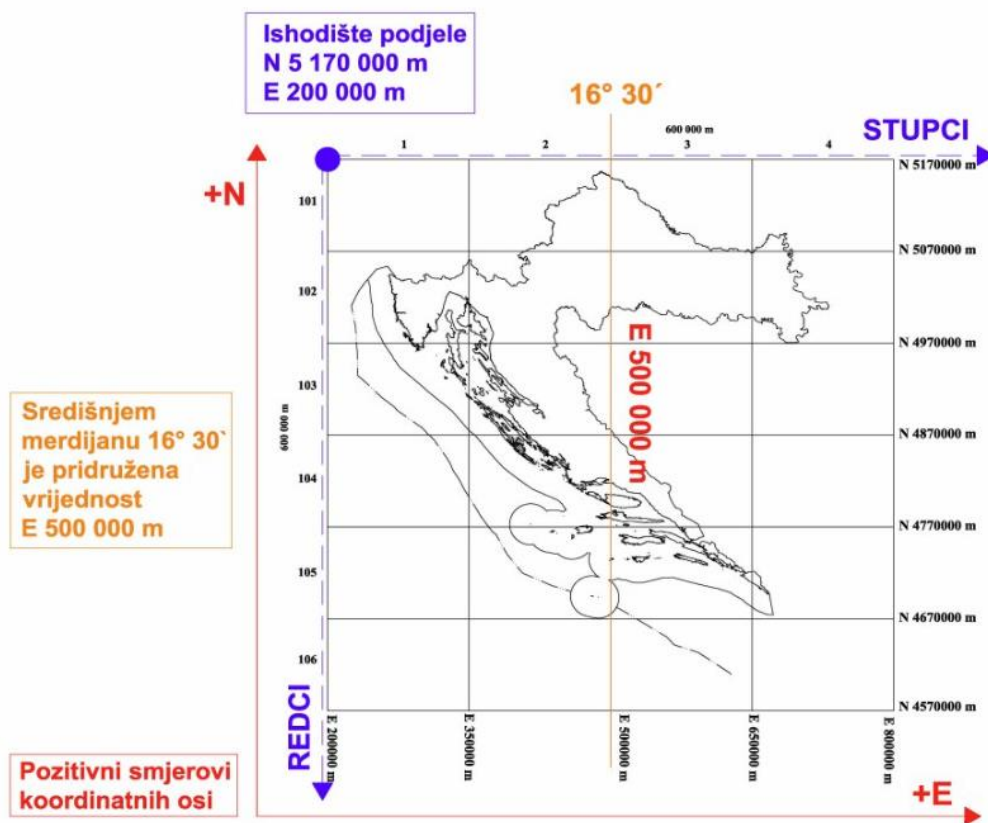 Ishodište podjele
N 5 170 000 m
E 200 000 m
16° 30´
600 000 m
STUPCI
1
2
3
4
+N
N 5170000 m
101
N 5070000 m
102
N 4970000 m
E 500 000 m
103
Središnjem
merdijanu 16° 30`
je pridružena
vrijednost
E 500 000 m
600 000 m
N 4870000 m
104
N 4770000 m
105
N 4670000 m
106
N 4570000 m
REDCI
E 200000 m
E 350000 m
E 500000 m
E 650000 m
E 800000 m
Pozitivni smjerovi
koordinatnih osi
+E